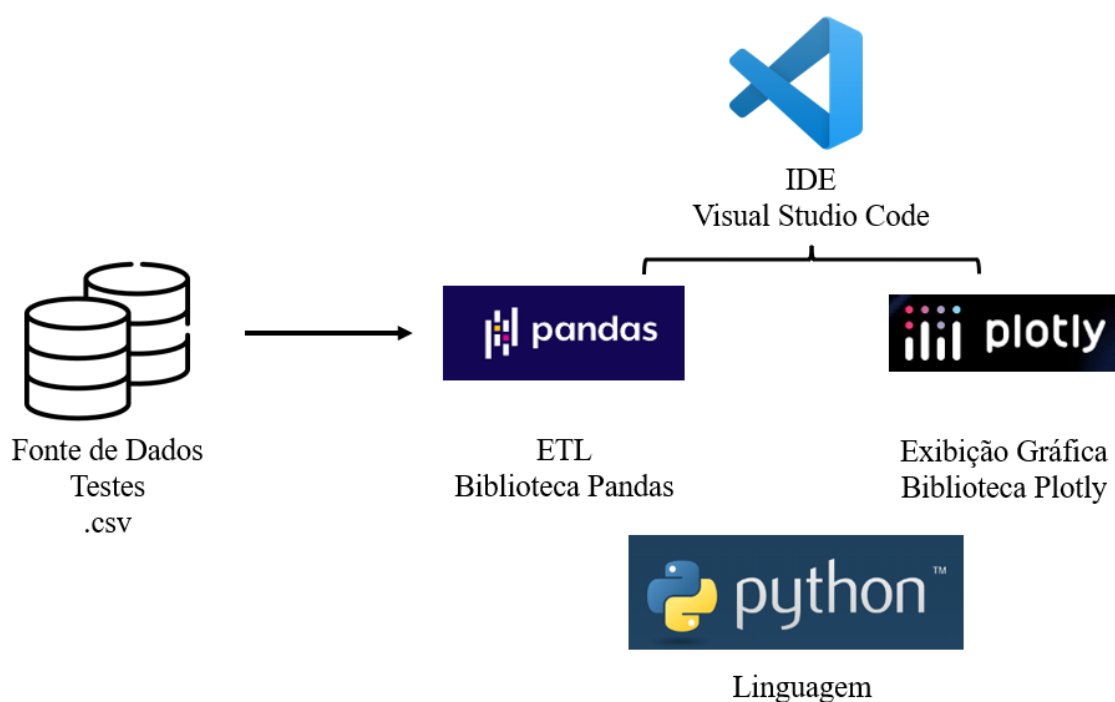 IDE
Visual Studio Code
pandas
plotly
Fonte de Dados
Testes
.csv
ETL
Biblioteca Pandas
Exibição Gráfica
Biblioteca Plotly
python™
Linguagem